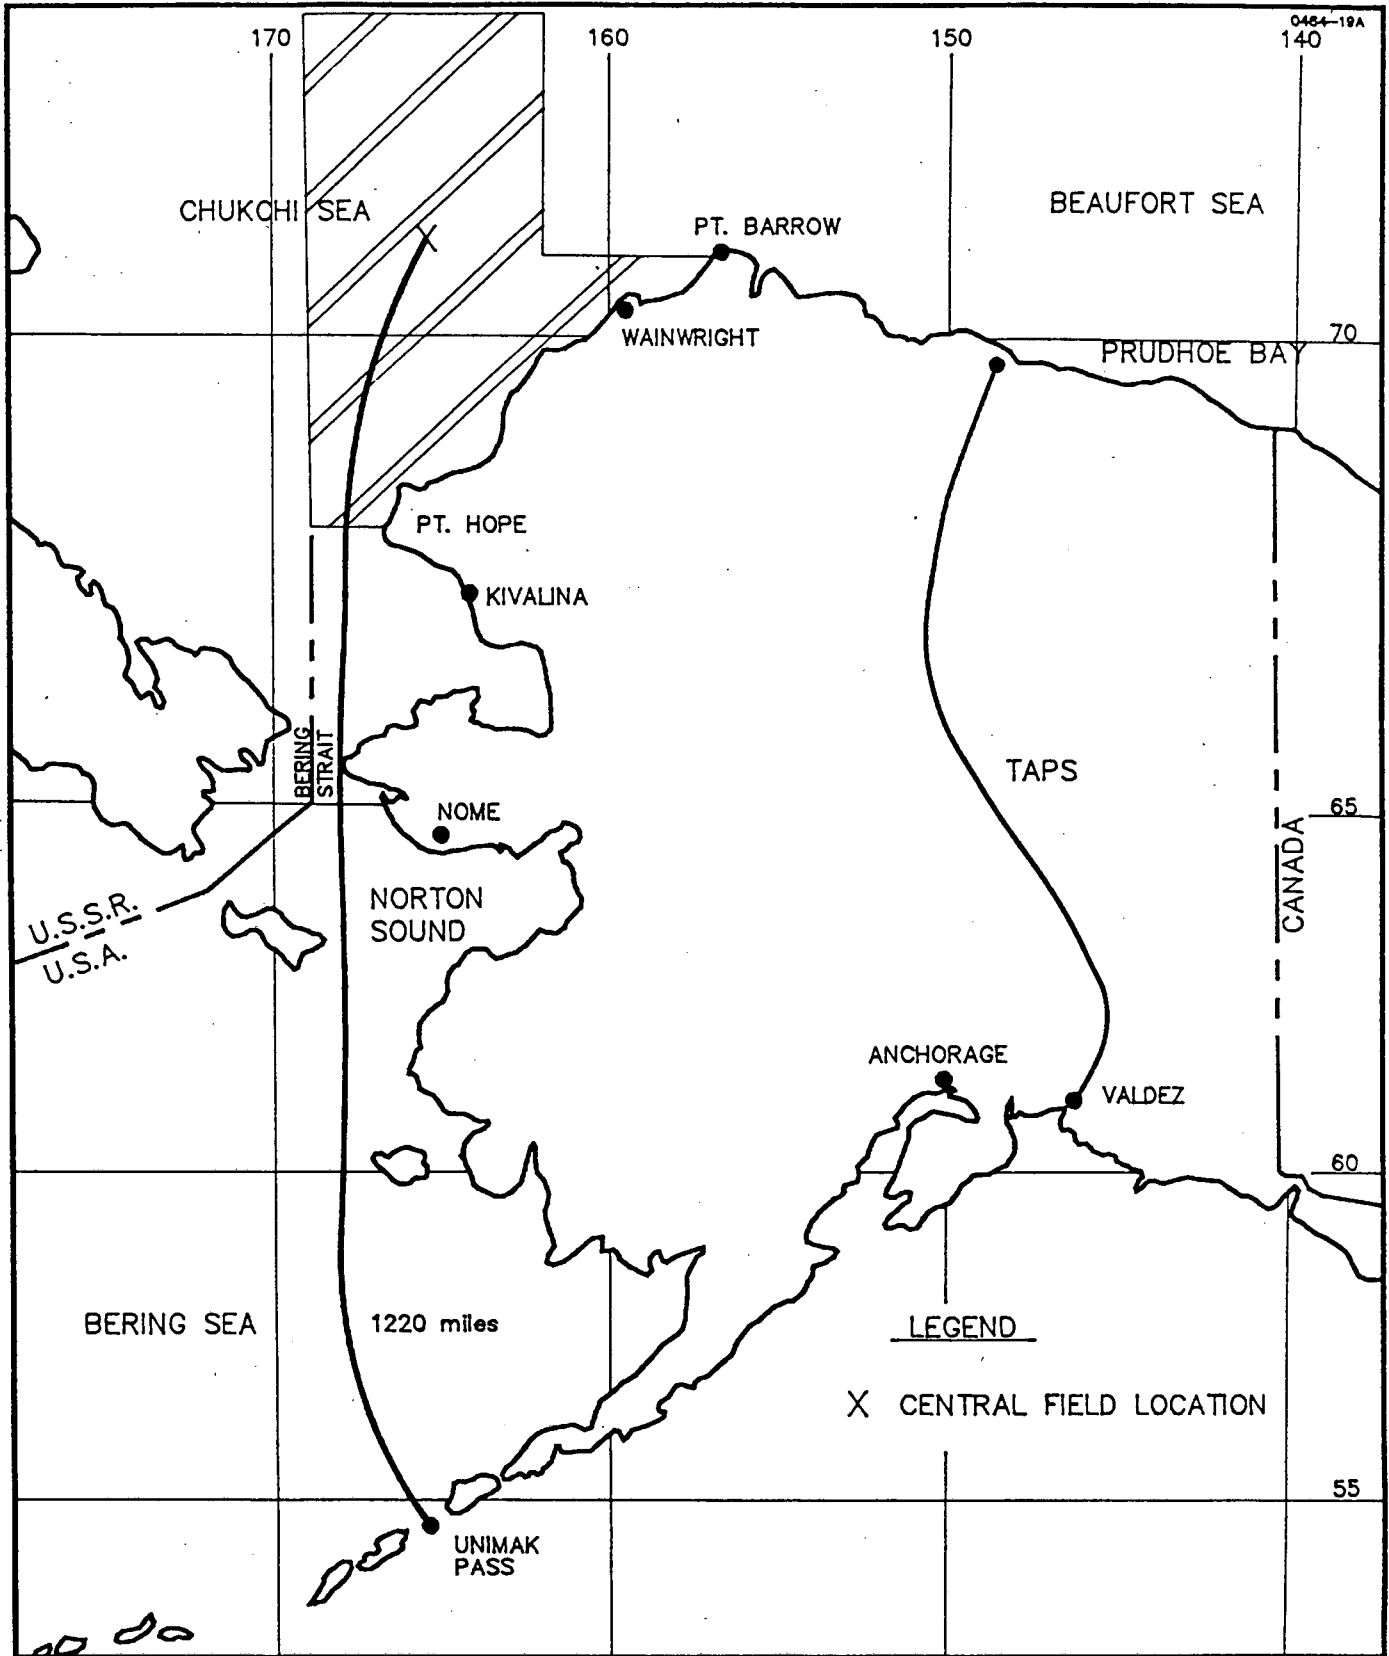 0464-19A
170
160
150
140
CHUKCHI SEA
BEAUFORT SEA
PT. BARROW
WAINWRIGHT
70
PRUDHOE BAY
PT. HOPE
KIVALINA
BERING
STRAIT
TAPS
NOME
65
CANADA
NORTON
SOUND
U.S.S.R.
U.S.A.
ANCHORAGE
VALDEZ
60
BERING SEA
1220 miles
LEGEND
X CENTRAL FIELD LOCATION
55
UNIMAK
PASS